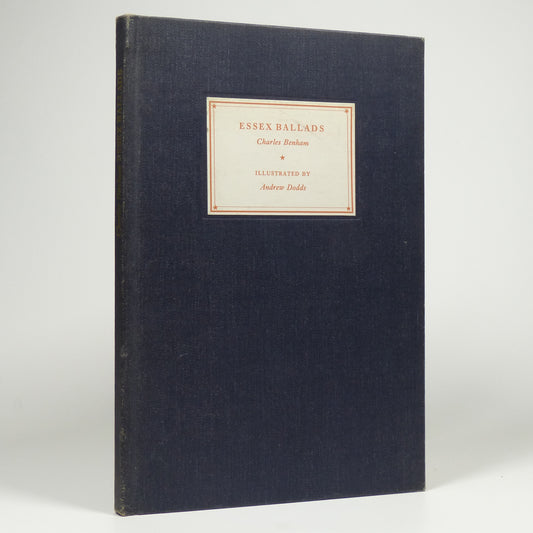 ESSEX BALLADS
Charles Benham
ILLUSTRATED BY
Andrew Dodds